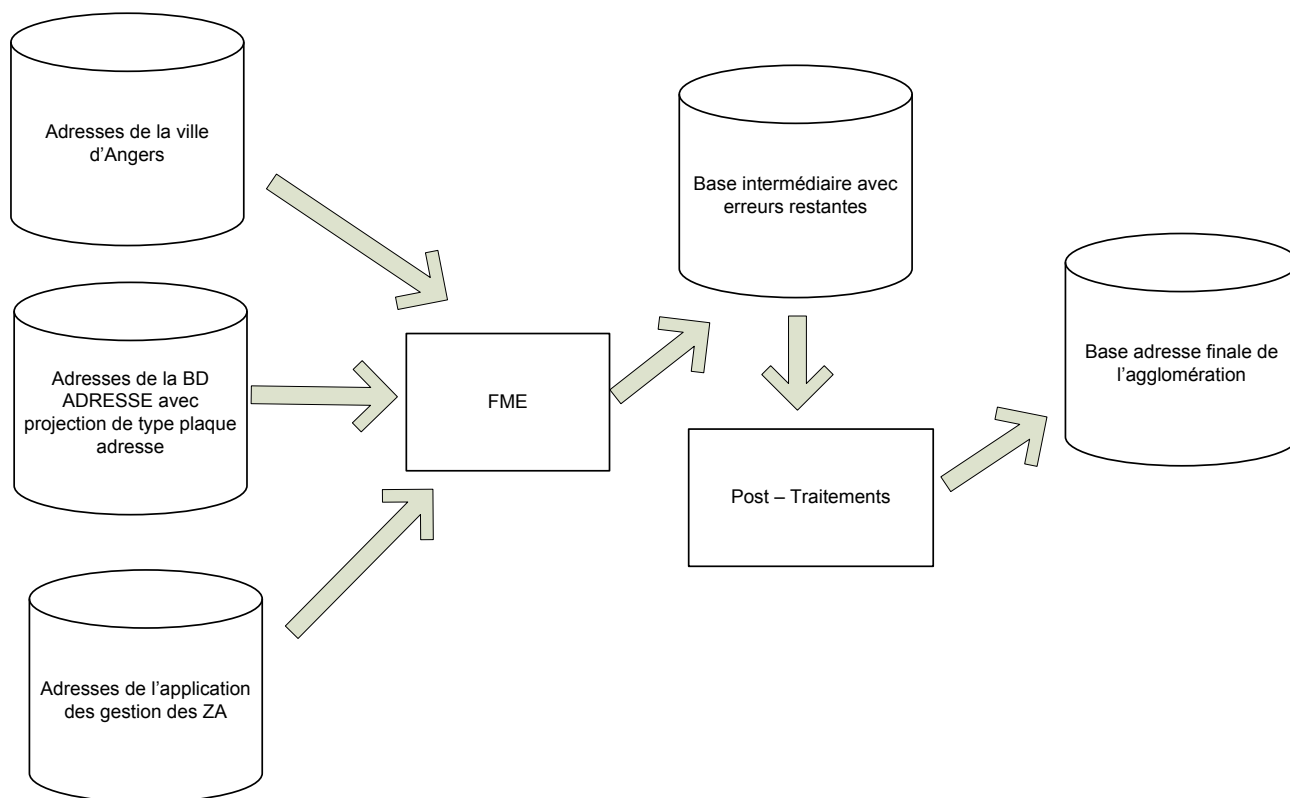 Adresses de la ville
d’Angers
Adresses de la BD
ADRESSE avec
projection de type plaque
adresse
Adresses de l’application
des gestion des ZA
FME
Base intermédiaire avec
erreurs restantes
Post – Traitements
Base adresse finale de
l’agglomération